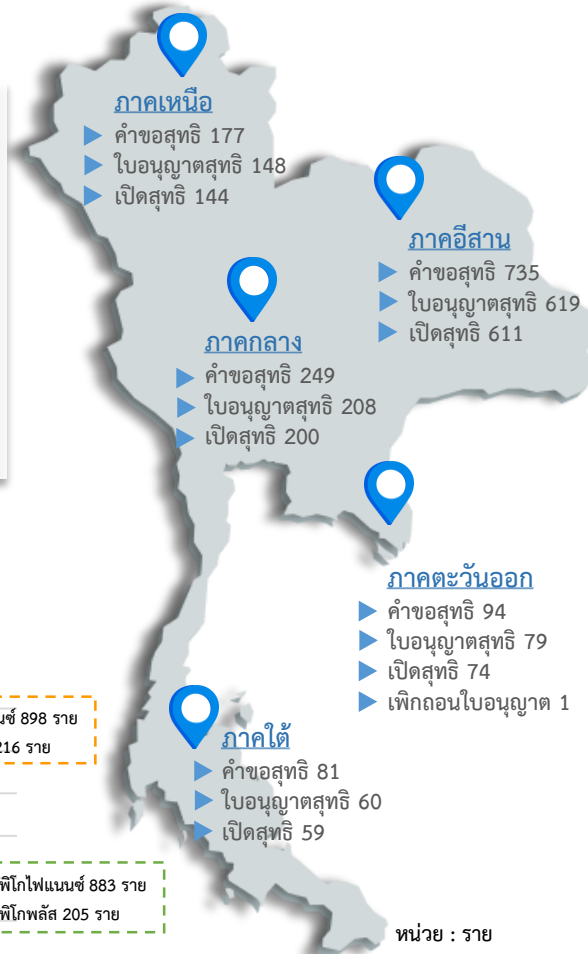 ภาคเหนือ
คำขอสุทธิ 177
ใบอนุญาตสุทธิ 148
เปิดสุทธิ 144
ภาคอีสาน
คำขอสุทธิ 735
ใบอนุญาตสุทธิ 619
เปิดสุทธิ 611
ภาคกลาง
คำขอสุทธิ 249
ใบอนุญาตสุทธิ 208
เปิดสุทธิ 200
ภาคตะวันออก
คำขอสุทธิ 94
ใบอนุญาตสุทธิ 79
เปิดสุทธิ 74
เพิกถอนใบอนุญาต 1
898 ราย
216 ราย
ภาคใต้
คำขอสุทธิ 81
ใบอนุญาตสุทธิ 60
เปิดสุทธิ 59
พิโกไฟแนนซ์ 883 ราย
พิโกพลัส 205 ราย
หน่วย : ราย